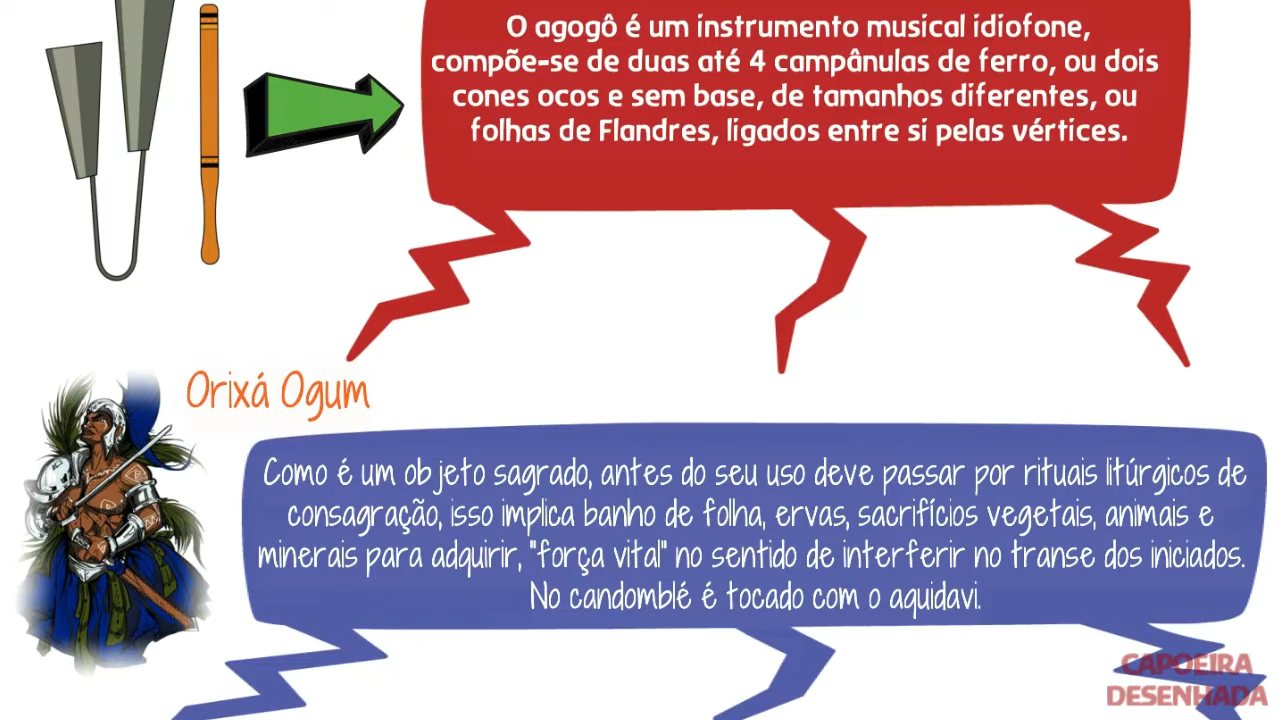 O agogô é um instrumento musical idiofone,
compõe-se de duas até 4 campânulas de ferro, ou dois
cones ocos e sem base, de tamanhos diferentes, ou
folhas de Flandres, ligados entre si pelas vértices.
Orixá Ogum
Como é um objeto sagrado, antes do seu uso deve passar por rituais litúrgicos de
consagração, isso implica banho de folha, ervas, sacrifícios vegetais, animais e
minerais para adquirir, "força vital" no sentido de interferir no transe dos iniciados.
No candomblé é tocado com o aquidavi.
CAPOEIRA
DESENHADA